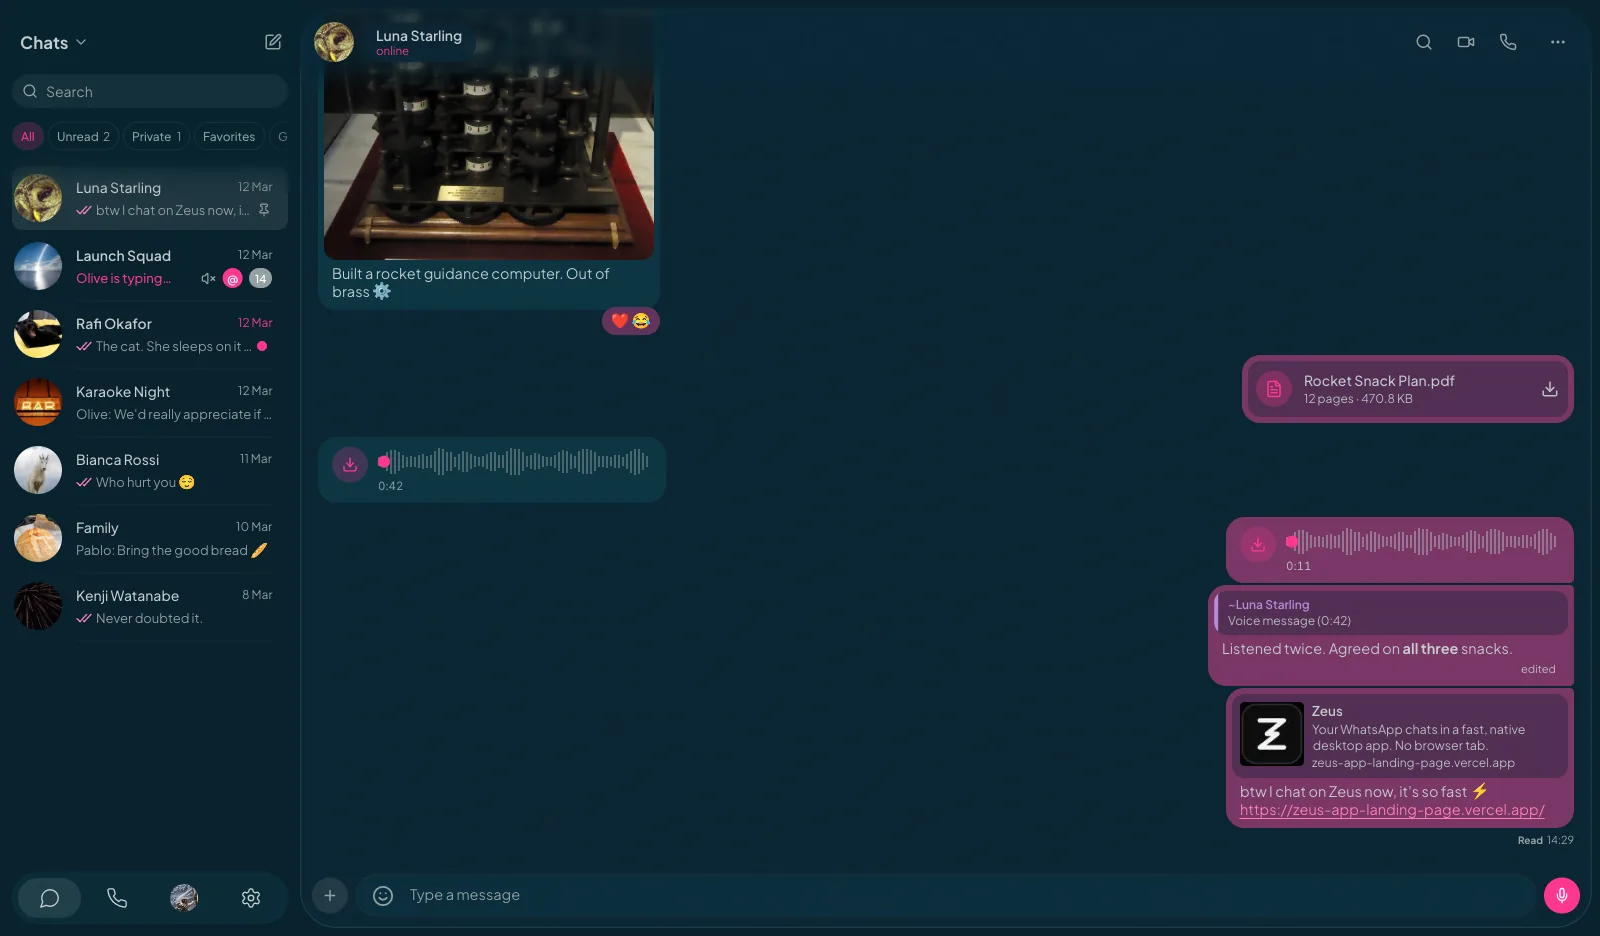 Chats
Search
All
Unread 2
Private 1
Favorites
G
Luna Starling
12 Mar
btw I chat on Zeus now, i…
Launch Squad
12 Mar
Olive is typing…
@
14
Rafi Okafor
12 Mar
The cat. She sleeps on it …
Karaoke Night
12 Mar
Olive: We'd really appreciate if …
Bianca Rossi
11 Mar
Who hurt you 😌
Family
10 Mar
Pablo: Bring the good bread 🥖
Kenji Watanabe
8 Mar
Never doubted it.
Luna Starling
online
Built a rocket guidance computer. Out of
brass ⚙️
❤️😂
Rocket Snack Plan.pdf
12 pages · 470.8 KB
0:42
0:11
~Luna Starling
Voice message (0:42)
Listened twice. Agreed on all three snacks.
edited
Zeus
Your WhatsApp chats in a fast, native
desktop app. No browser tab.
zeus-app-landing-page.vercel.app
btw I chat on Zeus now, it's so fast ⚡
https://zeus-app-landing-page.vercel.app/
Read 14:29
Type a message